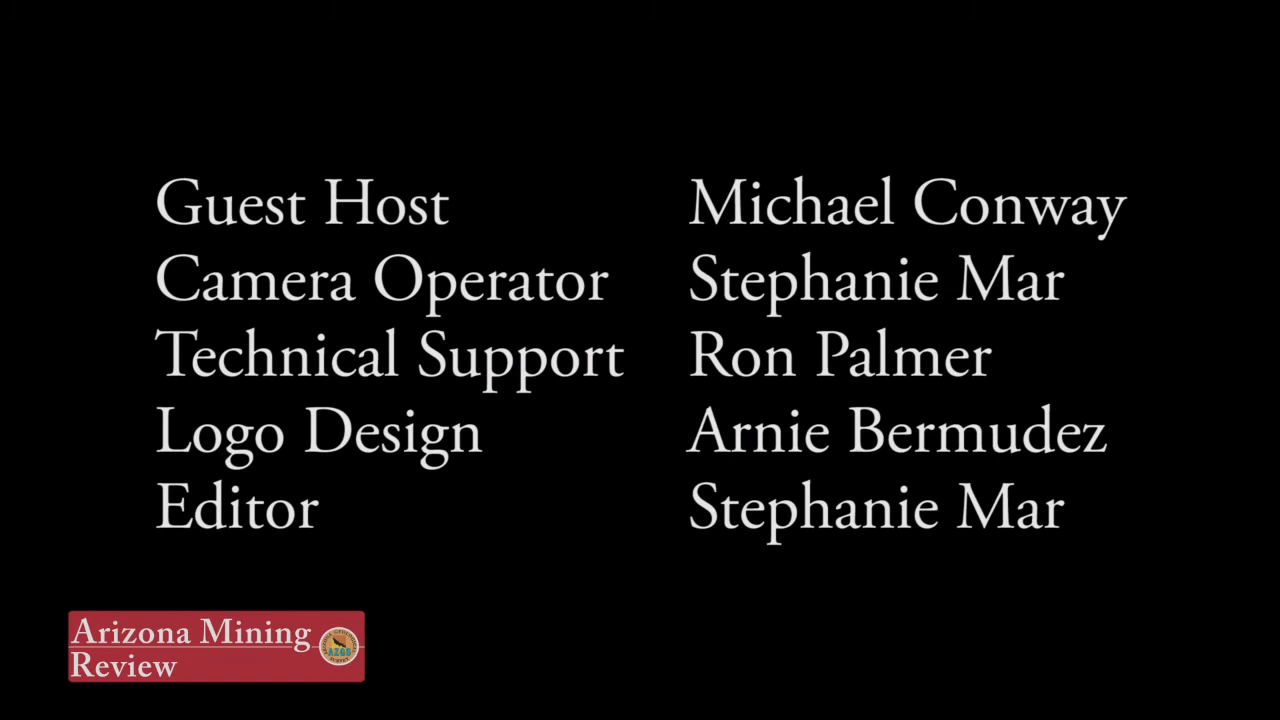 Guest Host Michael Conway
Camera Operator Stephanie Mar
Technical Support Ron Palmer
Logo Design Arnie Bermudez
Editor Stephanie Mar
Arizona Mining
Review
AZGS